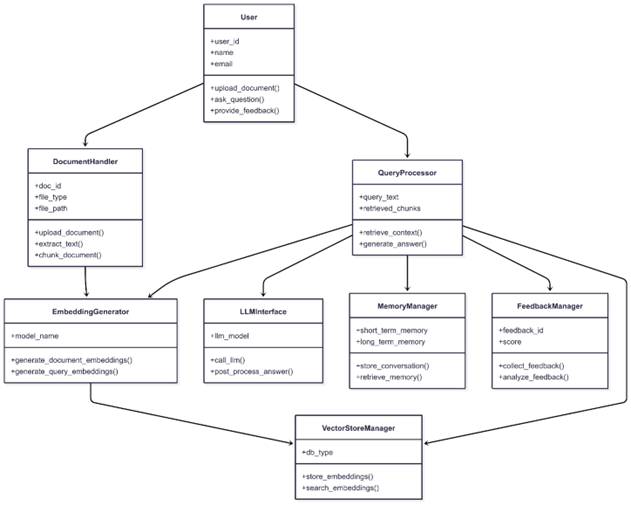 User
+user_id
+name
+email
+upload_document()
+ask_question()
+provide_feedback()
DocumentHandler
+doc_id
+file_type
+file_path
+upload_document()
+extract_text()
+chunk_document()
QueryProcessor
+query_text
+retrieved_chunks
+retrieve_context()
+generate_answer()
EmbeddingGenerator
+model_name
+generate_document_embeddings()
+generate_query_embeddings()
LLMInterface
+llm_model
+call_llm()
+post_process_answer()
MemoryManager
+short_term_memory
+long_term_memory
+store_conversation()
+retrieve_memory()
FeedbackManager
+feedback_id
+score
+collect_feedback()
+analyze_feedback()
VectorStoreManager
+db_type
+store_embeddings()
+search_embeddings()